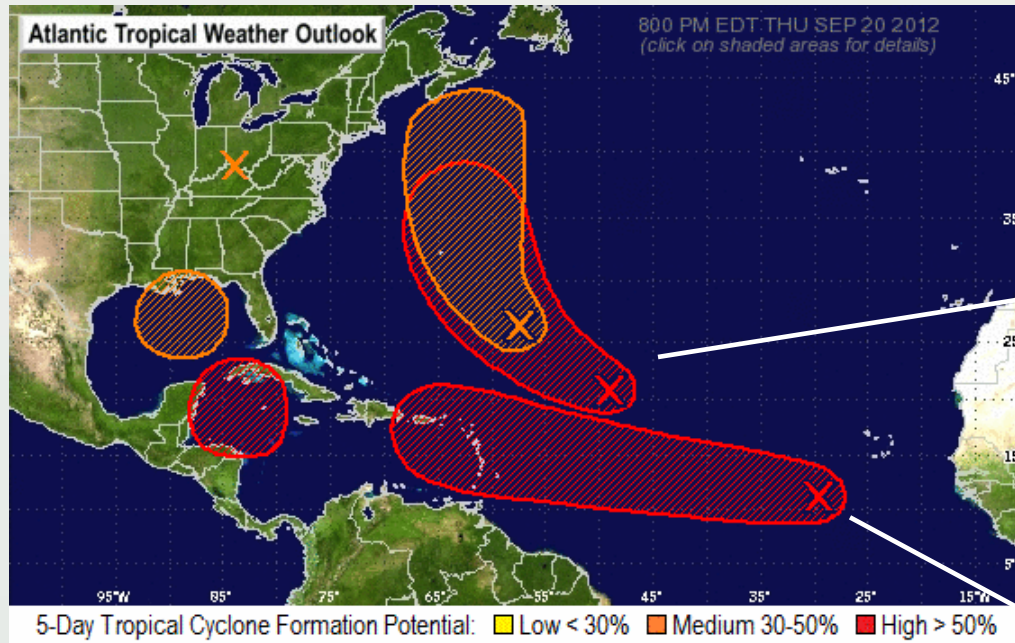 Atlantic Tropical Weather Outlook
800 PM EDT THU SEP 20 2012
(click on shaded areas for details)
45°
35
25
15
5°
95°W 85° 75° 65° 55° 45° 35° 25° 15°W
5-Day Tropical Cyclone Formation Potential: Low < 30% Medium 30-50% High > 50%